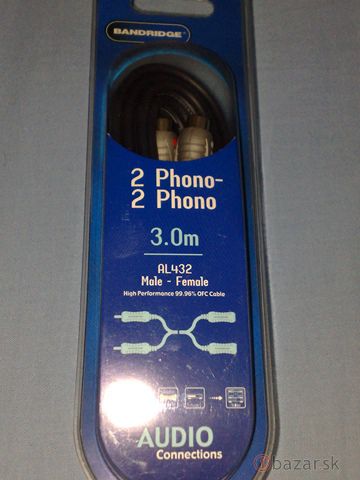 BANDRIDGE
2 Phono-
2 Phono
3.0m
AL432
Male - Female
High Performance 99.96% OFC Cable
AUDIO
Connections
bazar.sk